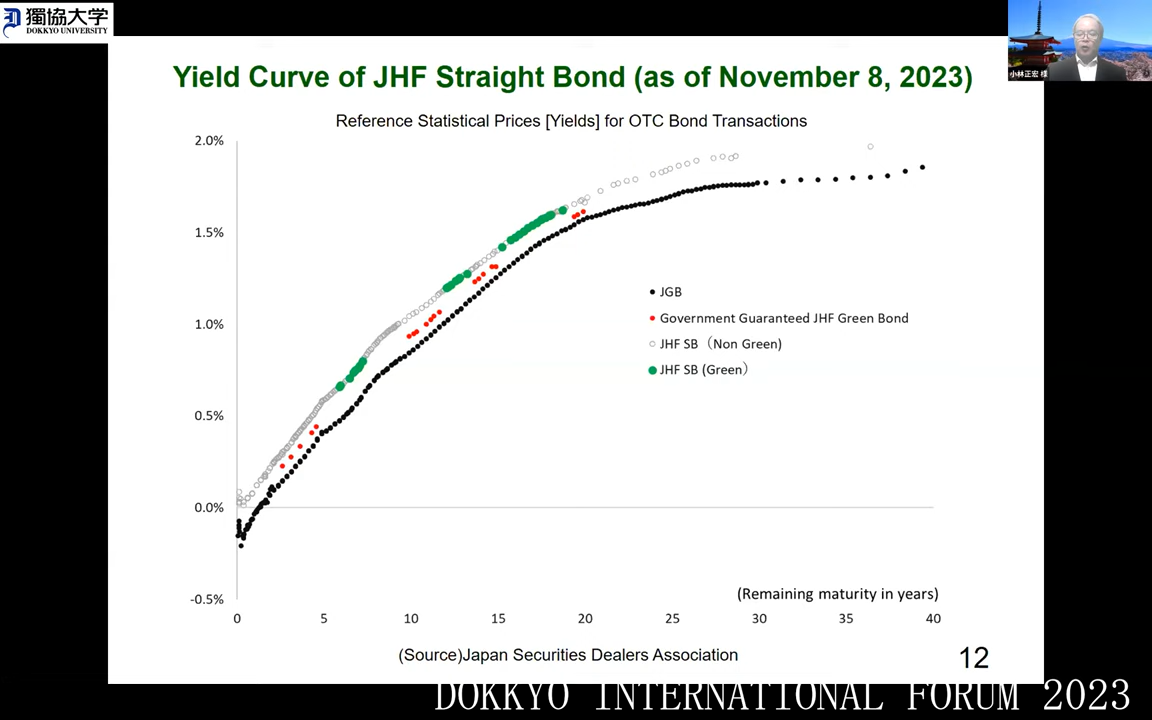 獨協大学
DOKKYO UNIVERSITY
小林正宏 様
Yield Curve of JHF Straight Bond (as of November 8, 2023)
Reference Statistical Prices [Yields] for OTC Bond Transactions
2.0%
1.5%
1.0%
0.5%
0.0%
-0.5%
JGB
Government Guaranteed JHF Green Bond
JHF SB（Non Green)
JHF SB (Green）
(Remaining maturity in years)
0 5 10 15 20 25 30 35 40
(Source)Japan Securities Dealers Association
12
DOKKYO INTERNATIONAL FORUM 2023